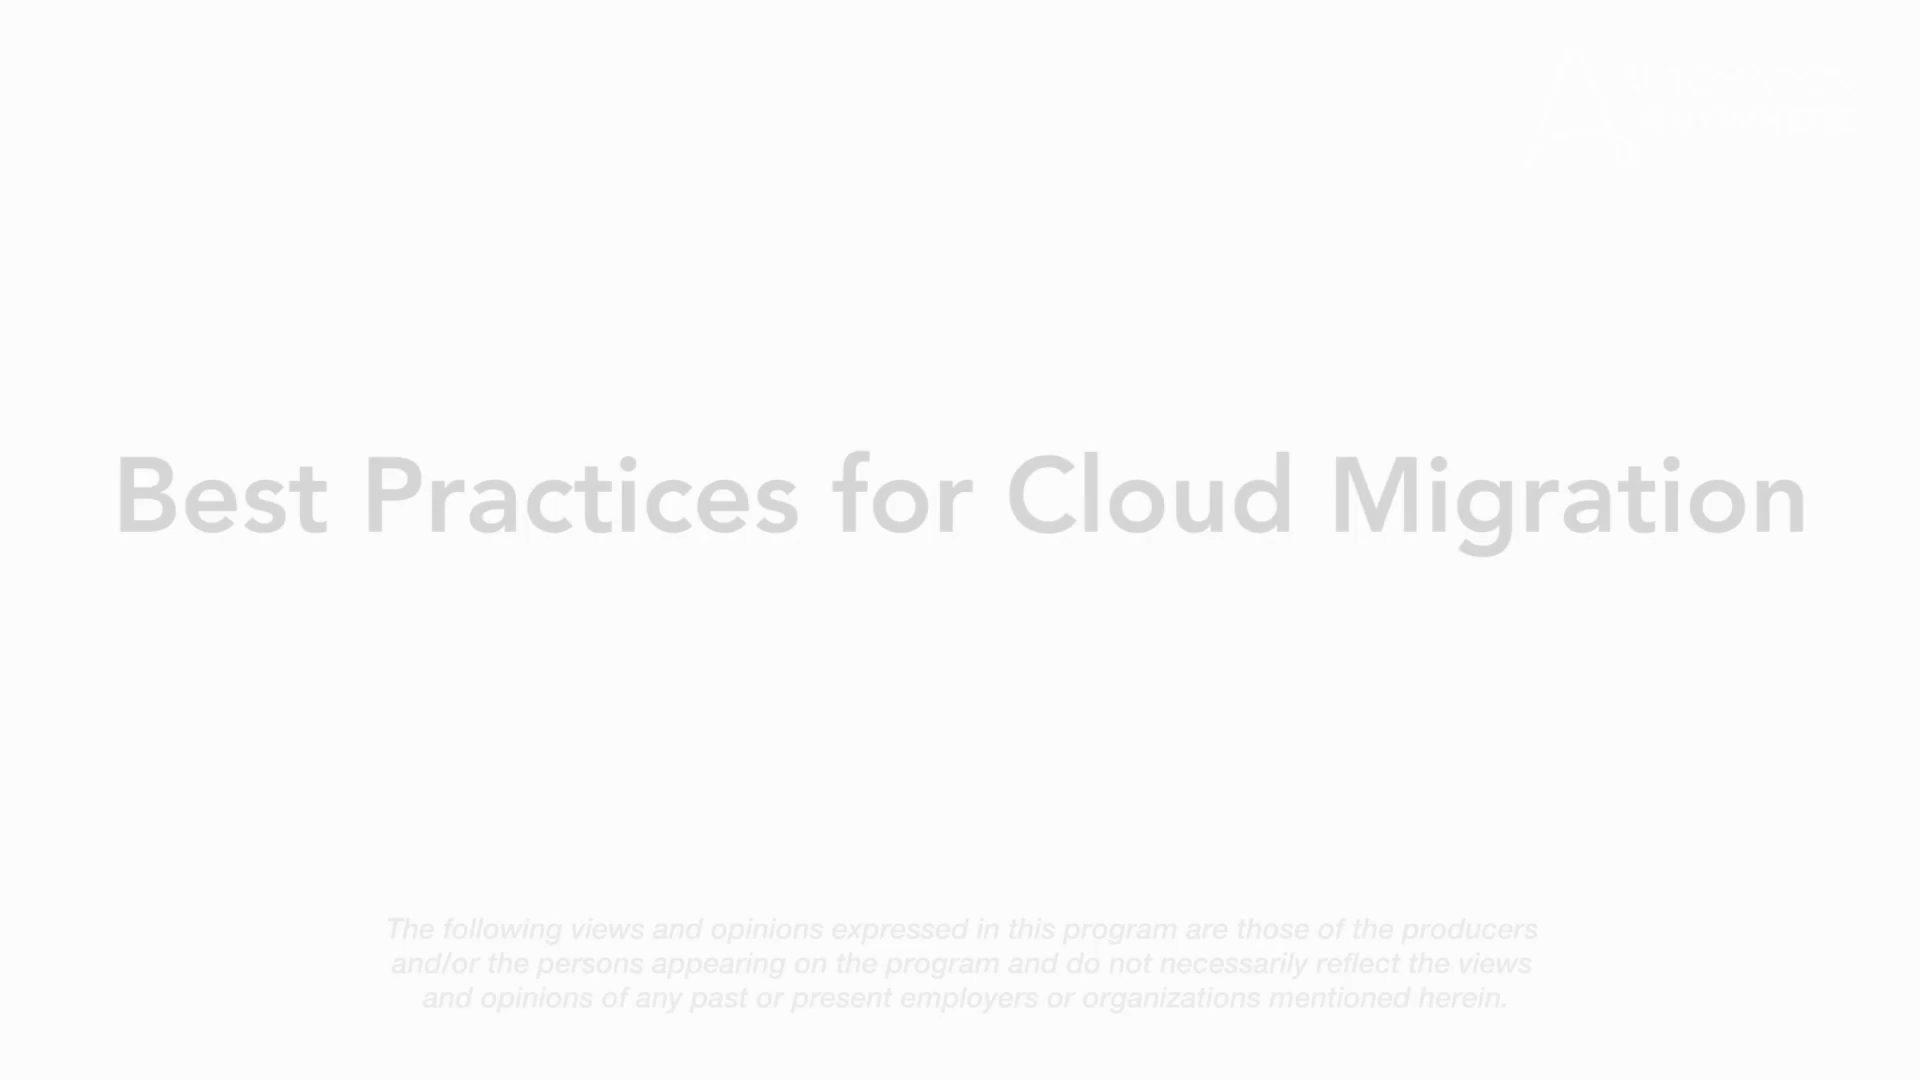 Best Practices for Cloud Migration
The following views and opinions expressed in this program are those of the producers
and/or the persons appearing on the program and do not necessarily reflect the views
and opinions of any past or present employers or organizations mentioned herein.